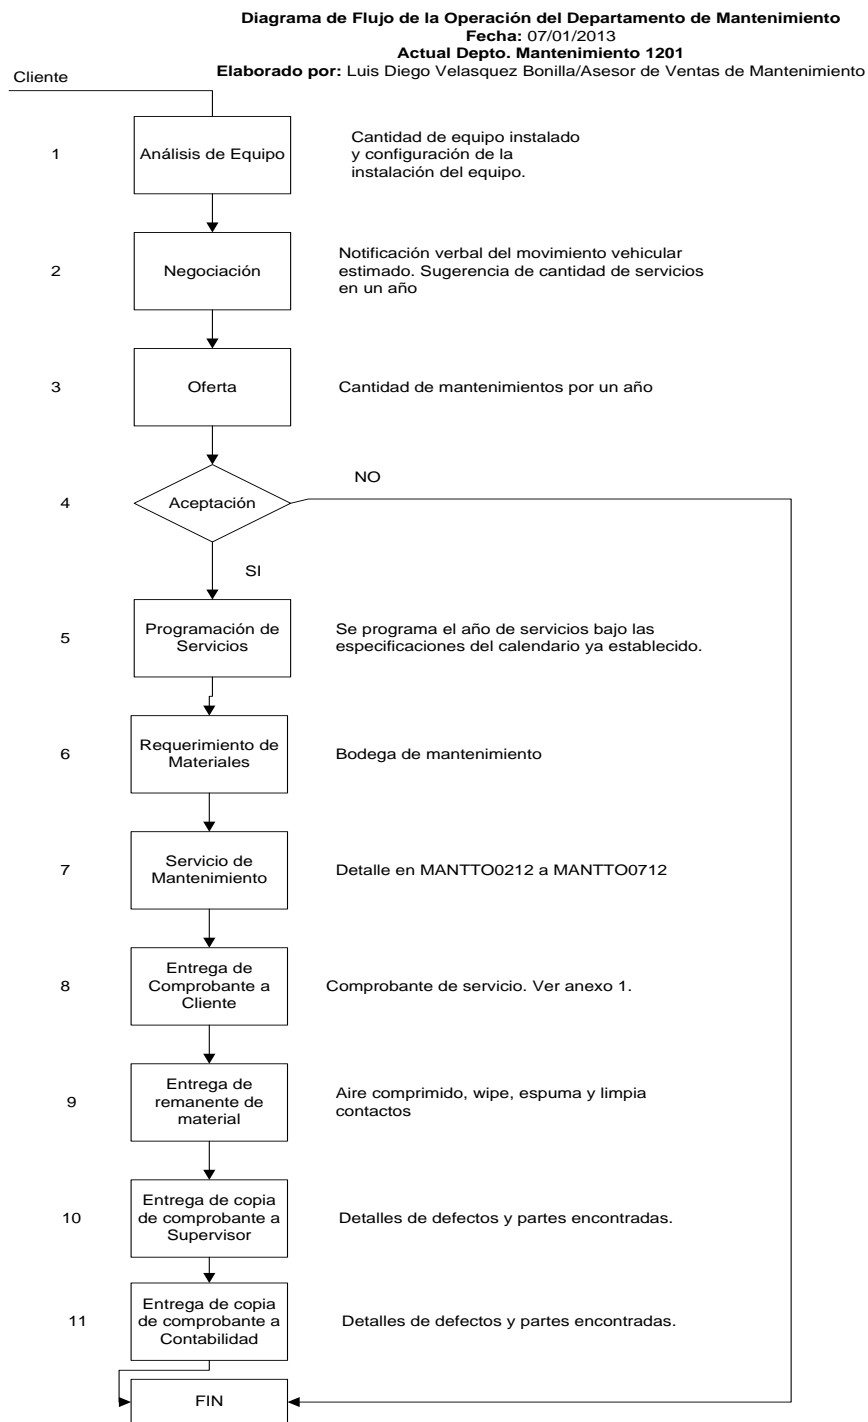 Diagrama de Flujo de la Operación del Departamento de Mantenimiento
Fecha: 07/01/2013
Actual Depto. Mantenimiento 1201
Elaborado por: Luis Diego Velasquez Bonilla/Asesor de Ventas de Mantenimiento
Cliente
1
Análisis de Equipo
Cantidad de equipo instalado
y configuración de la
instalación del equipo.
2
Negociación
Notificación verbal del movimiento vehicular
estimado. Sugerencia de cantidad de servicios
en un año
3
Oferta
Cantidad de mantenimientos por un año
4
Aceptación
NO
SI
5
Programación de
Servicios
Se programa el año de servicios bajo las
especificaciones del calendario ya establecido.
6
Requerimiento de
Materiales
Bodega de mantenimiento
7
Servicio de
Mantenimiento
Detalle en MANTTO0212 a MANTTO0712
8
Entrega de
Comprobante a
Cliente
Comprobante de servicio. Ver anexo 1.
9
Entrega de
remanente de
material
Aire comprimido, wipe, espuma y limpia
contactos
10
Entrega de copia
de comprobante a
Supervisor
Detalles de defectos y partes encontradas.
11
Entrega de copia
de comprobante a
Contabilidad
Detalles de defectos y partes encontradas.
FIN